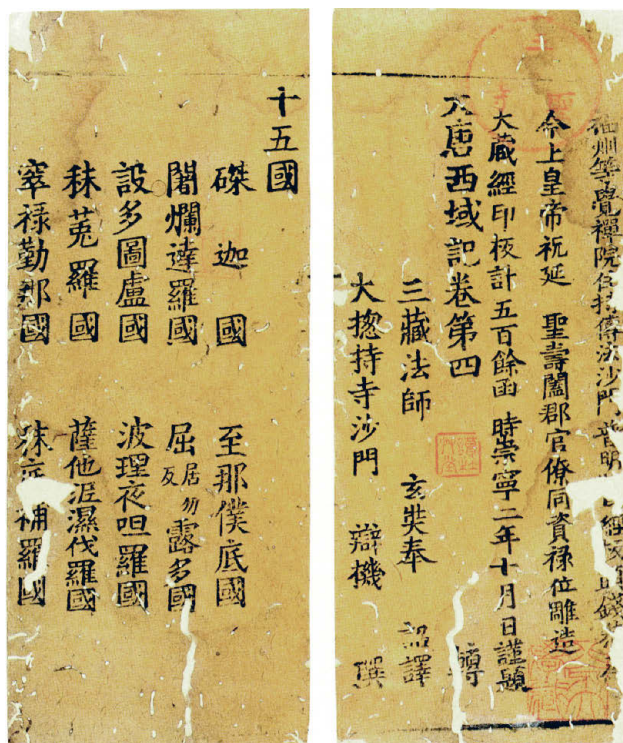 福州等覺禪院住持傳法沙門普明
今上皇帝祝延 聖壽闔郡官僚同資祿位雕造
大藏經印板計五百餘函 時崇寧二年十月日謹題
大唐西域記卷第四 轉
三藏法師 玄奘奉 詔譯
大揔持寺沙門 辯機 撰
十五國
磔迦國 至那僕底國
闍爛達羅國 屈居勿反露多國
設多圖盧國 波理夜呾羅國
秣菟羅國 薩他泥濕伐羅國
窣祿勤那國 補羅國